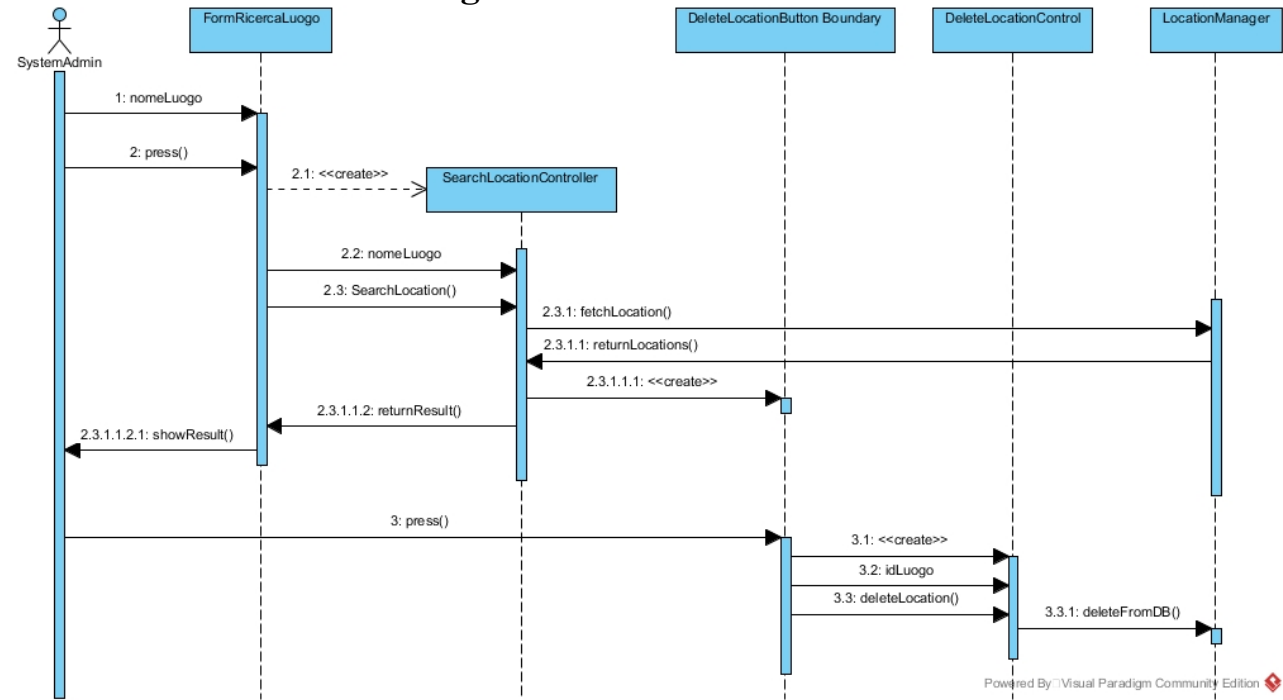 FormRicercaLuogo
DeleteLocationButton Boundary
DeleteLocationControl
LocationManager
SystemAdmin
1: nomeLuogo
2: press()
2.1: <<create>>
SearchLocationController
2.2: nomeLuogo
2.3: SearchLocation()
2.3.1: fetchLocation()
2.3.1.1: returnLocations()
2.3.1.1.1: <<create>>
2.3.1.1.2: returnResult()
2.3.1.1.2.1: showResult()
3: press()
3.1: <<create>>
3.2: idLuogo
3.3: deleteLocation()
3.3.1: deleteFromDB()
Powered By Visual Paradigm Community Edition